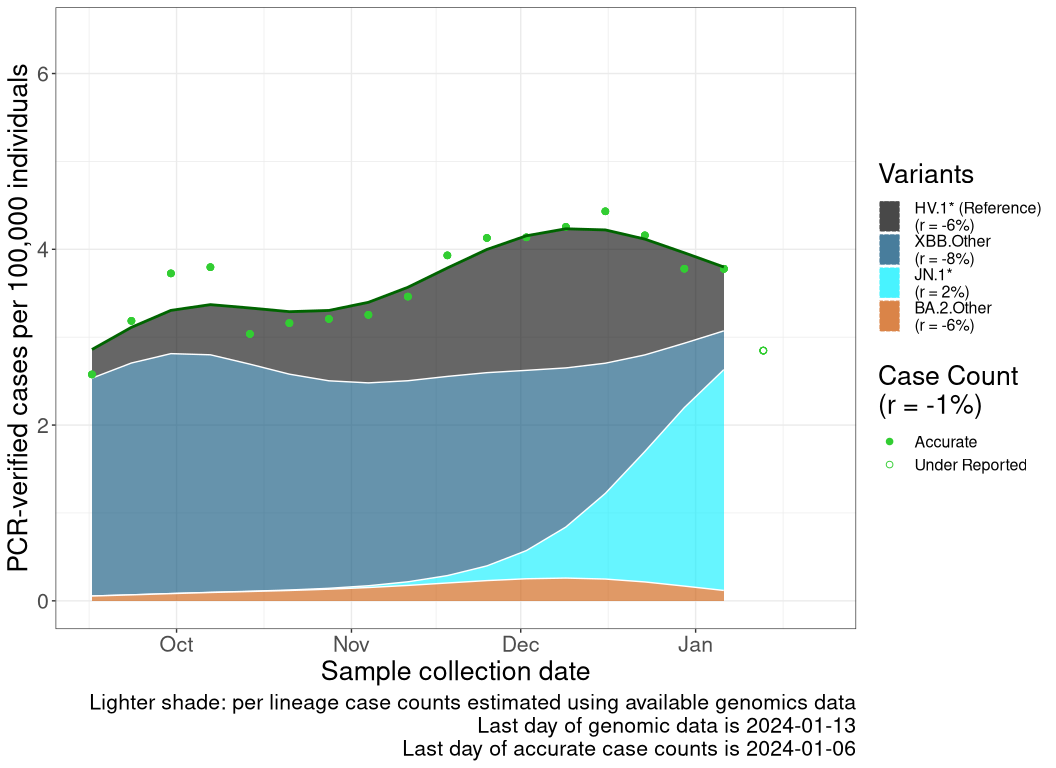 PCR-verified cases per 100,000 individuals
6
4
2
0
Oct Nov Dec Jan
Sample collection date
Lighter shade: per lineage case counts estimated using available genomics data
Last day of genomic data is 2024-01-13
Last day of accurate case counts is 2024-01-06
Variants
HV.1* (Reference)
(r = -6%)
XBB.Other
(r = -8%)
JN.1*
(r = 2%)
BA.2.Other
(r = -6%)
Case Count
(r = -1%)
Accurate
Under Reported